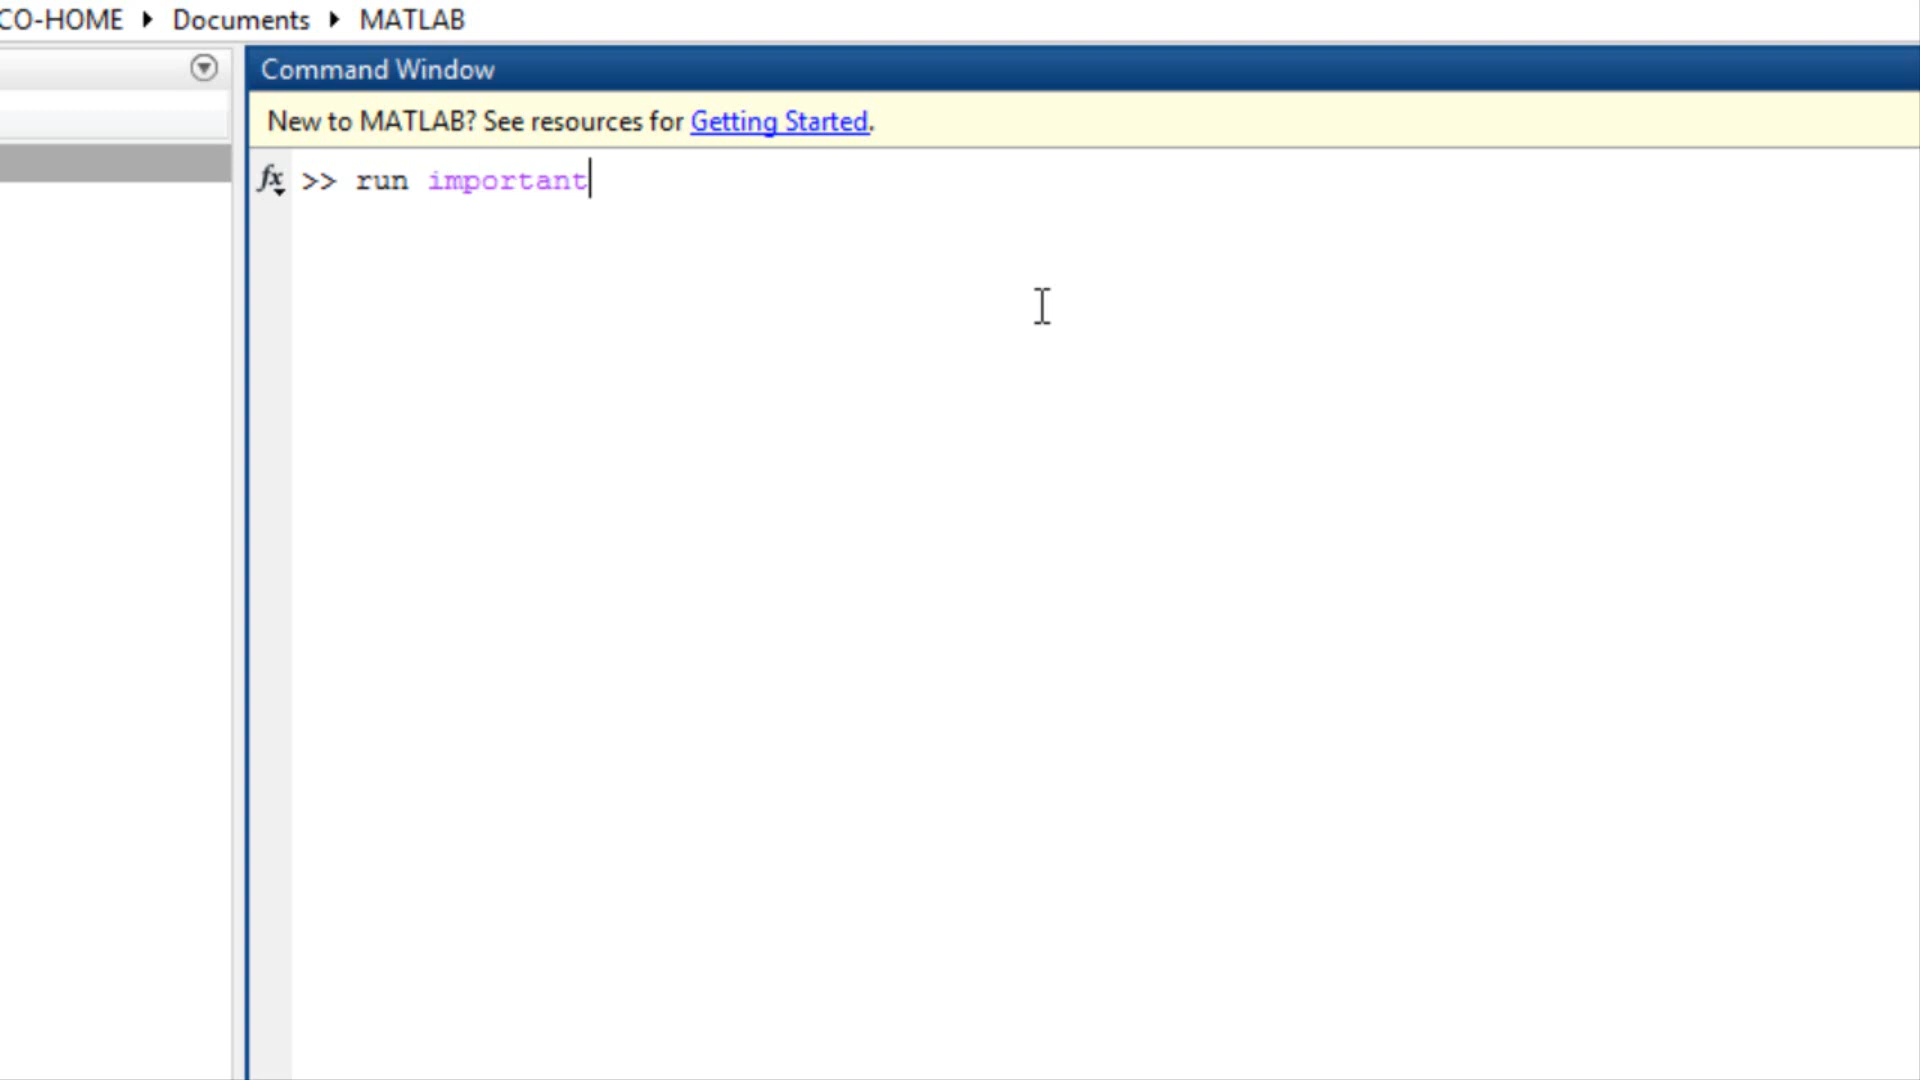 CO-HOME ▸ Documents ▸ MATLAB
Command Window
New to MATLAB? See resources for Getting Started.
fx >> run important